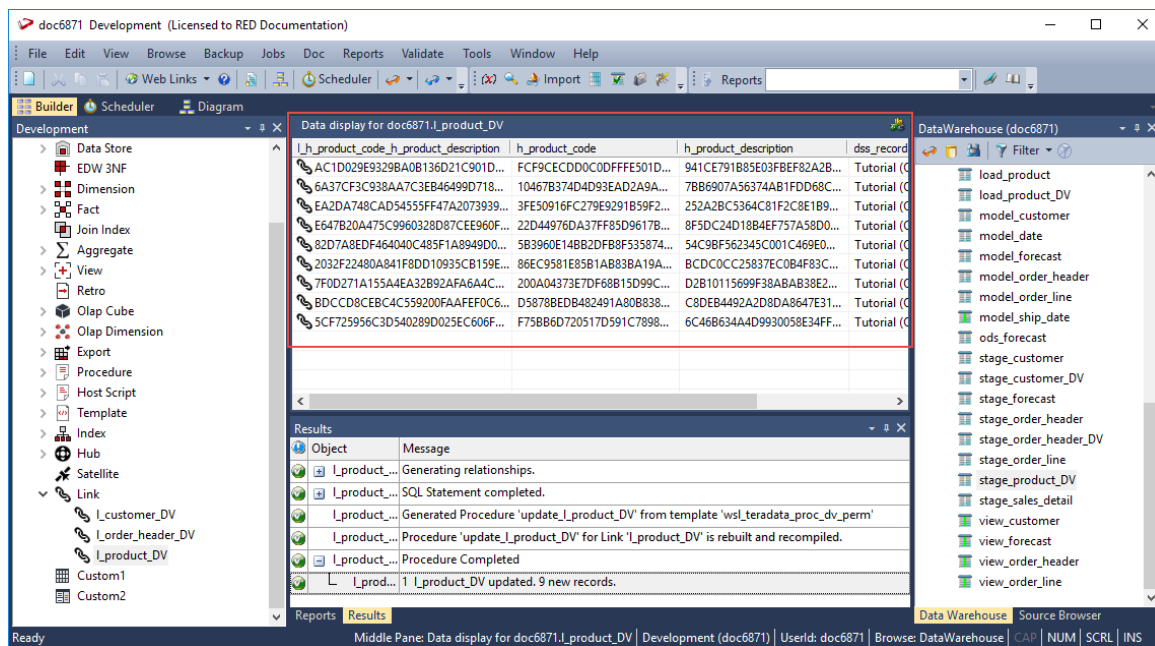 doc6871 Development (Licensed to RED Documentation)
File Edit View Browse Backup Jobs Doc Reports Validate Tools Window Help
Web Links Scheduler Import Reports
Builder Scheduler Diagram
Development
Data Store
EDW 3NF
Dimension
Fact
Join Index
Aggregate
View
Retro
Olap Cube
Olap Dimension
Export
Procedure
Host Script
Template
Index
Hub
Satellite
Link
l_customer_DV
l_order_header_DV
l_product_DV
Custom1
Custom2
Data display for doc6871.l_product_DV
l_h_product_code_h_product_description h_product_code h_product_description dss_record
AC1D029E9329BA0B136D21C901D... FCF9CECDD0C0DFFFE501D... 941CE791B85E03FBEF82A2B... Tutorial (C
6A37CF3C938AA7C3EB46499D718... 10467B374D4D93EAD2A9A... 7BB6907A56374AB1FDD68C... Tutorial (C
EA2DA748CAD54555FF47A2073939... 3FE50916FC279E9291B59F2... 252A2BC5364C81F2C8E1B9... Tutorial (C
E647B20A475C9960328D87CEE960F... 22D44976DA37FF85D9617B... 8F5DC24D18B4EF757A58D0... Tutorial (C
82D7A8EDF464040C485F1A8949D0... 5B3960E14BB2DFB8F535874... 54C9BF562345C001C469E0... Tutorial (C
2032F22480A841F8DD10935CB159E... 86EC9581E85B1AB83BA19A... BCDC0CC25837EC0B4F83C... Tutorial (C
7F0D271A155A4EA32B92AFA6A4C... 200A04373E7DF68B15D99C... D2B10115699F38ABAB38E2... Tutorial (C
BDCCD8CEBC4C559200FAAFEF0C6... D5878BEDB482491A80B838... C8DEB4492A2D8DA8647E31... Tutorial (C
5CF725956C3D540289D025EC606F... F75BB6D720517D591C7898... 6C46B634A4D9930058E34FF... Tutorial (C
Results
Object Message
l_product_... Generating relationships.
l_product_... SQL Statement completed.
l_product_... Generated Procedure 'update_l_product_DV' from template 'wsl_teradata_proc_dv_perm'
l_product_... Procedure 'update_l_product_DV' for Link 'l_product_DV' is rebuilt and recompiled.
l_product_... Procedure Completed
l_prod... 1 l_product_DV updated. 9 new records.
Reports Results
DataWarehouse (doc6871)
Filter
load_product
load_product_DV
model_customer
model_date
model_forecast
model_order_header
model_order_line
model_ship_date
ods_forecast
stage_customer
stage_customer_DV
stage_forecast
stage_order_header
stage_order_header_DV
stage_order_line
stage_product_DV
stage_sales_detail
view_customer
view_forecast
view_order_header
view_order_line
Data Warehouse Source Browser
Ready Middle Pane: Data display for doc6871.l_product_DV Development (doc6871) UserId: doc6871 Browse: DataWarehouse CAP NUM SCRL INS